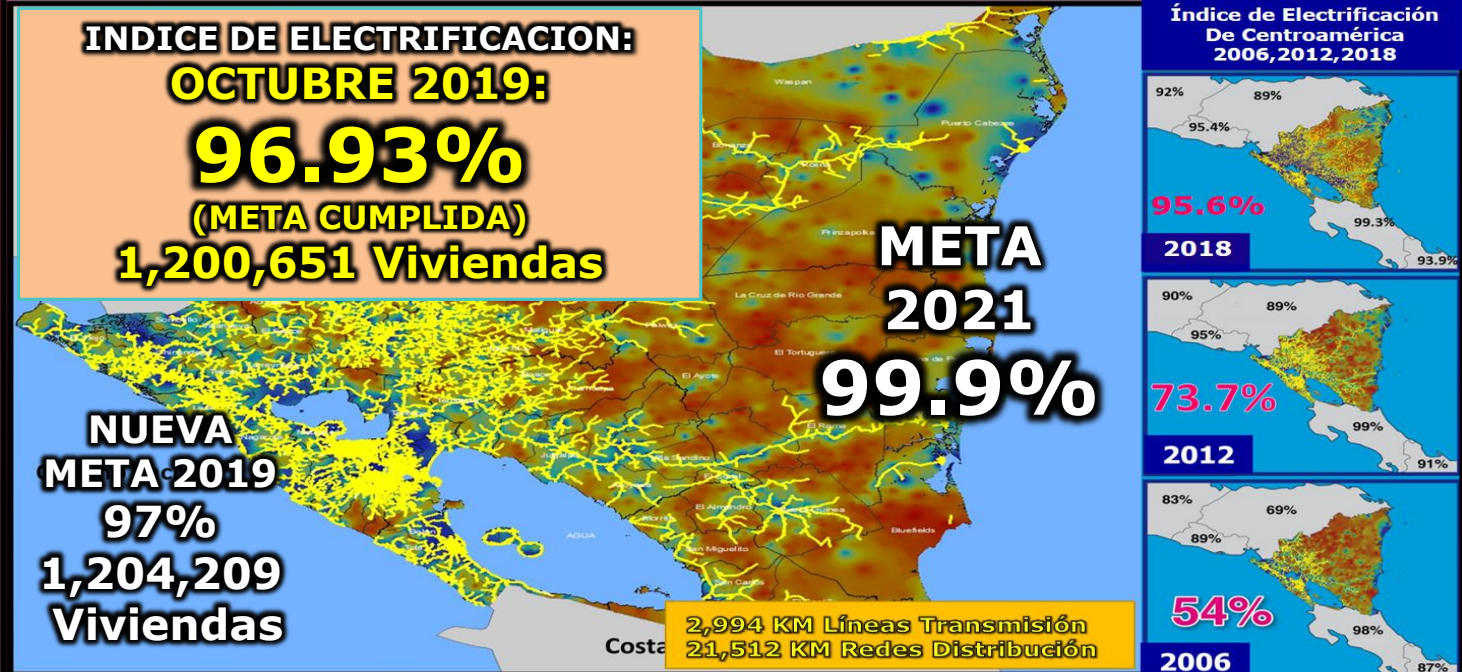 INDICE DE ELECTRIFICACION:
OCTUBRE 2019:
96.93%
(META CUMPLIDA)
1,200,651 Viviendas
META
2021
99.9%
NUEVA
META 2019
97%
1,204,209
Viviendas
2,994 KM Líneas Transmisión
21,512 KM Redes Distribución
Costa
Waspan
Puerto Cabezas
Bonanza
Rosita
Prinzapolka
La Cruz de Rio Grande
El Tortugue
El Ayote
El Rama
El Almendro
Bluefields
San Miguelito
San Carlos
AGUA
Índice de Electrificación
De Centroamérica
2006,2012,2018
92%
89%
95.4%
95.6%
99.3%
93.9%
2018
90%
89%
95%
73.7%
99%
91%
2012
83%
69%
89%
54%
98%
87%
2006